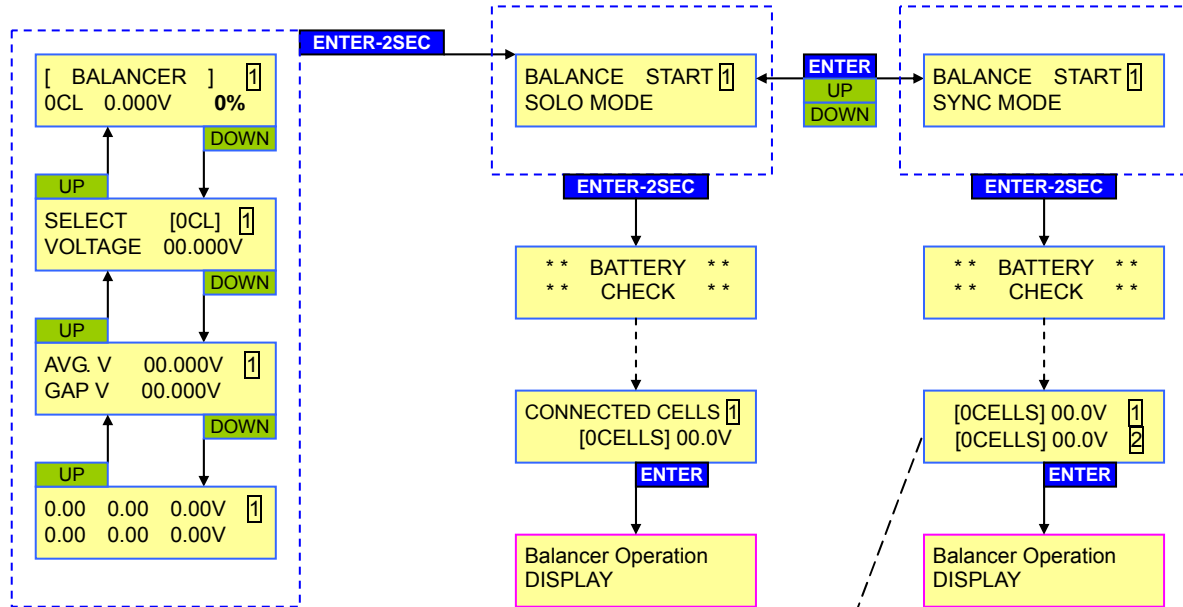 [ BALANCER ] 1
0CL 0.000V 0%
DOWN
UP
SELECT [0CL] 1
VOLTAGE 00.000V
DOWN
UP
AVG. V 00.000V 1
GAP V 00.000V
DOWN
UP
0.00 0.00 0.00V 1
0.00 0.00 0.00V
ENTER-2SEC
BALANCE START 1
SOLO MODE
ENTER-2SEC
* * BATTERY * *
* * CHECK * *
CONNECTED CELLS 1
[0CELLS] 00.0V
ENTER
Balancer Operation
DISPLAY
ENTER
UP
DOWN
BALANCE START 1
SYNC MODE
ENTER-2SEC
* * BATTERY * *
* * CHECK * *
[0CELLS] 00.0V 1
[0CELLS] 00.0V 2
ENTER
Balancer Operation
DISPLAY